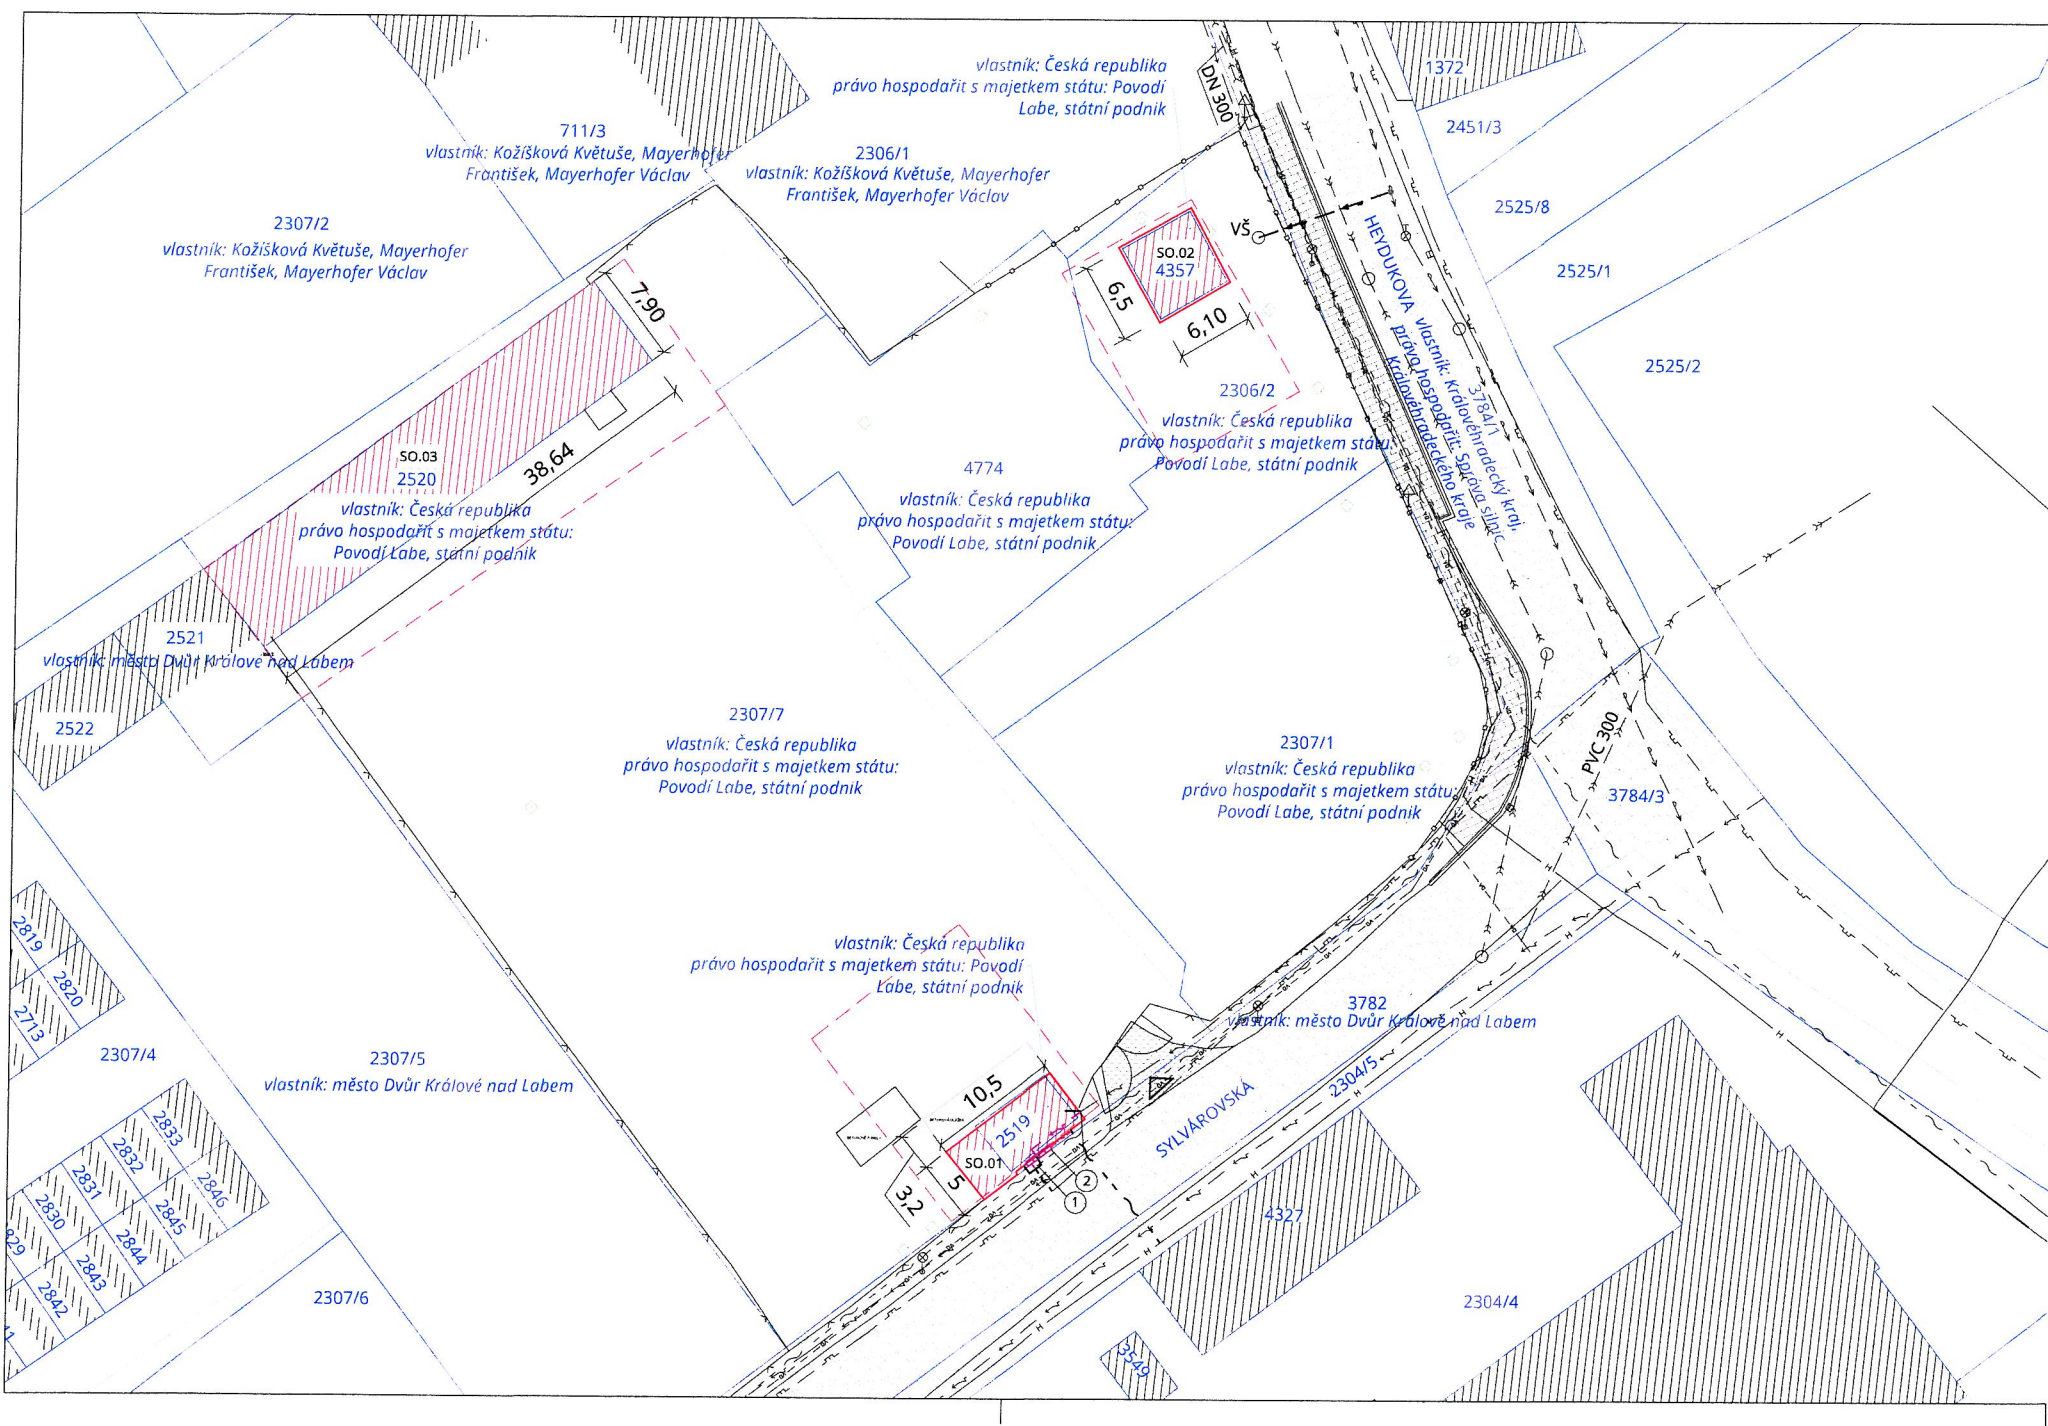 vlastník: Česká republika
právo hospodařit s majetkem státu: Povodí
Labe, státní podnik
DN 300
1372
2451/3
711/3
vlastník: Kožíšková Květuše, Mayerhofer
František, Mayerhofer Václav
2306/1
vlastník: Kožíšková Květuše, Mayerhofer
František, Mayerhofer Václav
2307/2
vlastník: Kožíšková Květuše, Mayerhofer
František, Mayerhofer Václav
2525/8
VŠ
SO.02
4357
6,5
6,10
7,90
HEYDUKOVA
3784/1
vlastník: Královéhradecký kraj,
právo hospodařit: Správa silnic
Královéhradeckého kraje
2525/1
2525/2
2306/2
vlastník: Česká republika
právo hospodařit s majetkem státu:
Povodí Labe, státní podnik
SO.03
2520
38,64
vlastník: Česká republika
právo hospodařit s majetkem státu:
Povodí Labe, státní podnik
4774
vlastník: Česká republika
právo hospodařit s majetkem státu:
Povodí Labe, státní podnik
2521
vlastník: město Dvůr Králové nad Labem
2522
2307/7
vlastník: Česká republika
právo hospodařit s majetkem státu:
Povodí Labe, státní podnik
2307/1
vlastník: Česká republika
právo hospodařit s majetkem státu:
Povodí Labe, státní podnik
PVC 300
3784/3
2819
2820
2713
vlastník: Česká republika
právo hospodařit s majetkem státu: Povodí
Labe, státní podnik
3782
vlastník: město Dvůr Králové nad Labem
2307/4
2307/5
vlastník: město Dvůr Králové nad Labem
10,5
2519
SO.01
5
3,2
2
1
SYLVÁROVSKÁ
2304/5
2833
2832
2831
2830
829
2846
2845
2844
2843
2842
41
4327
2307/6
2304/4
3549